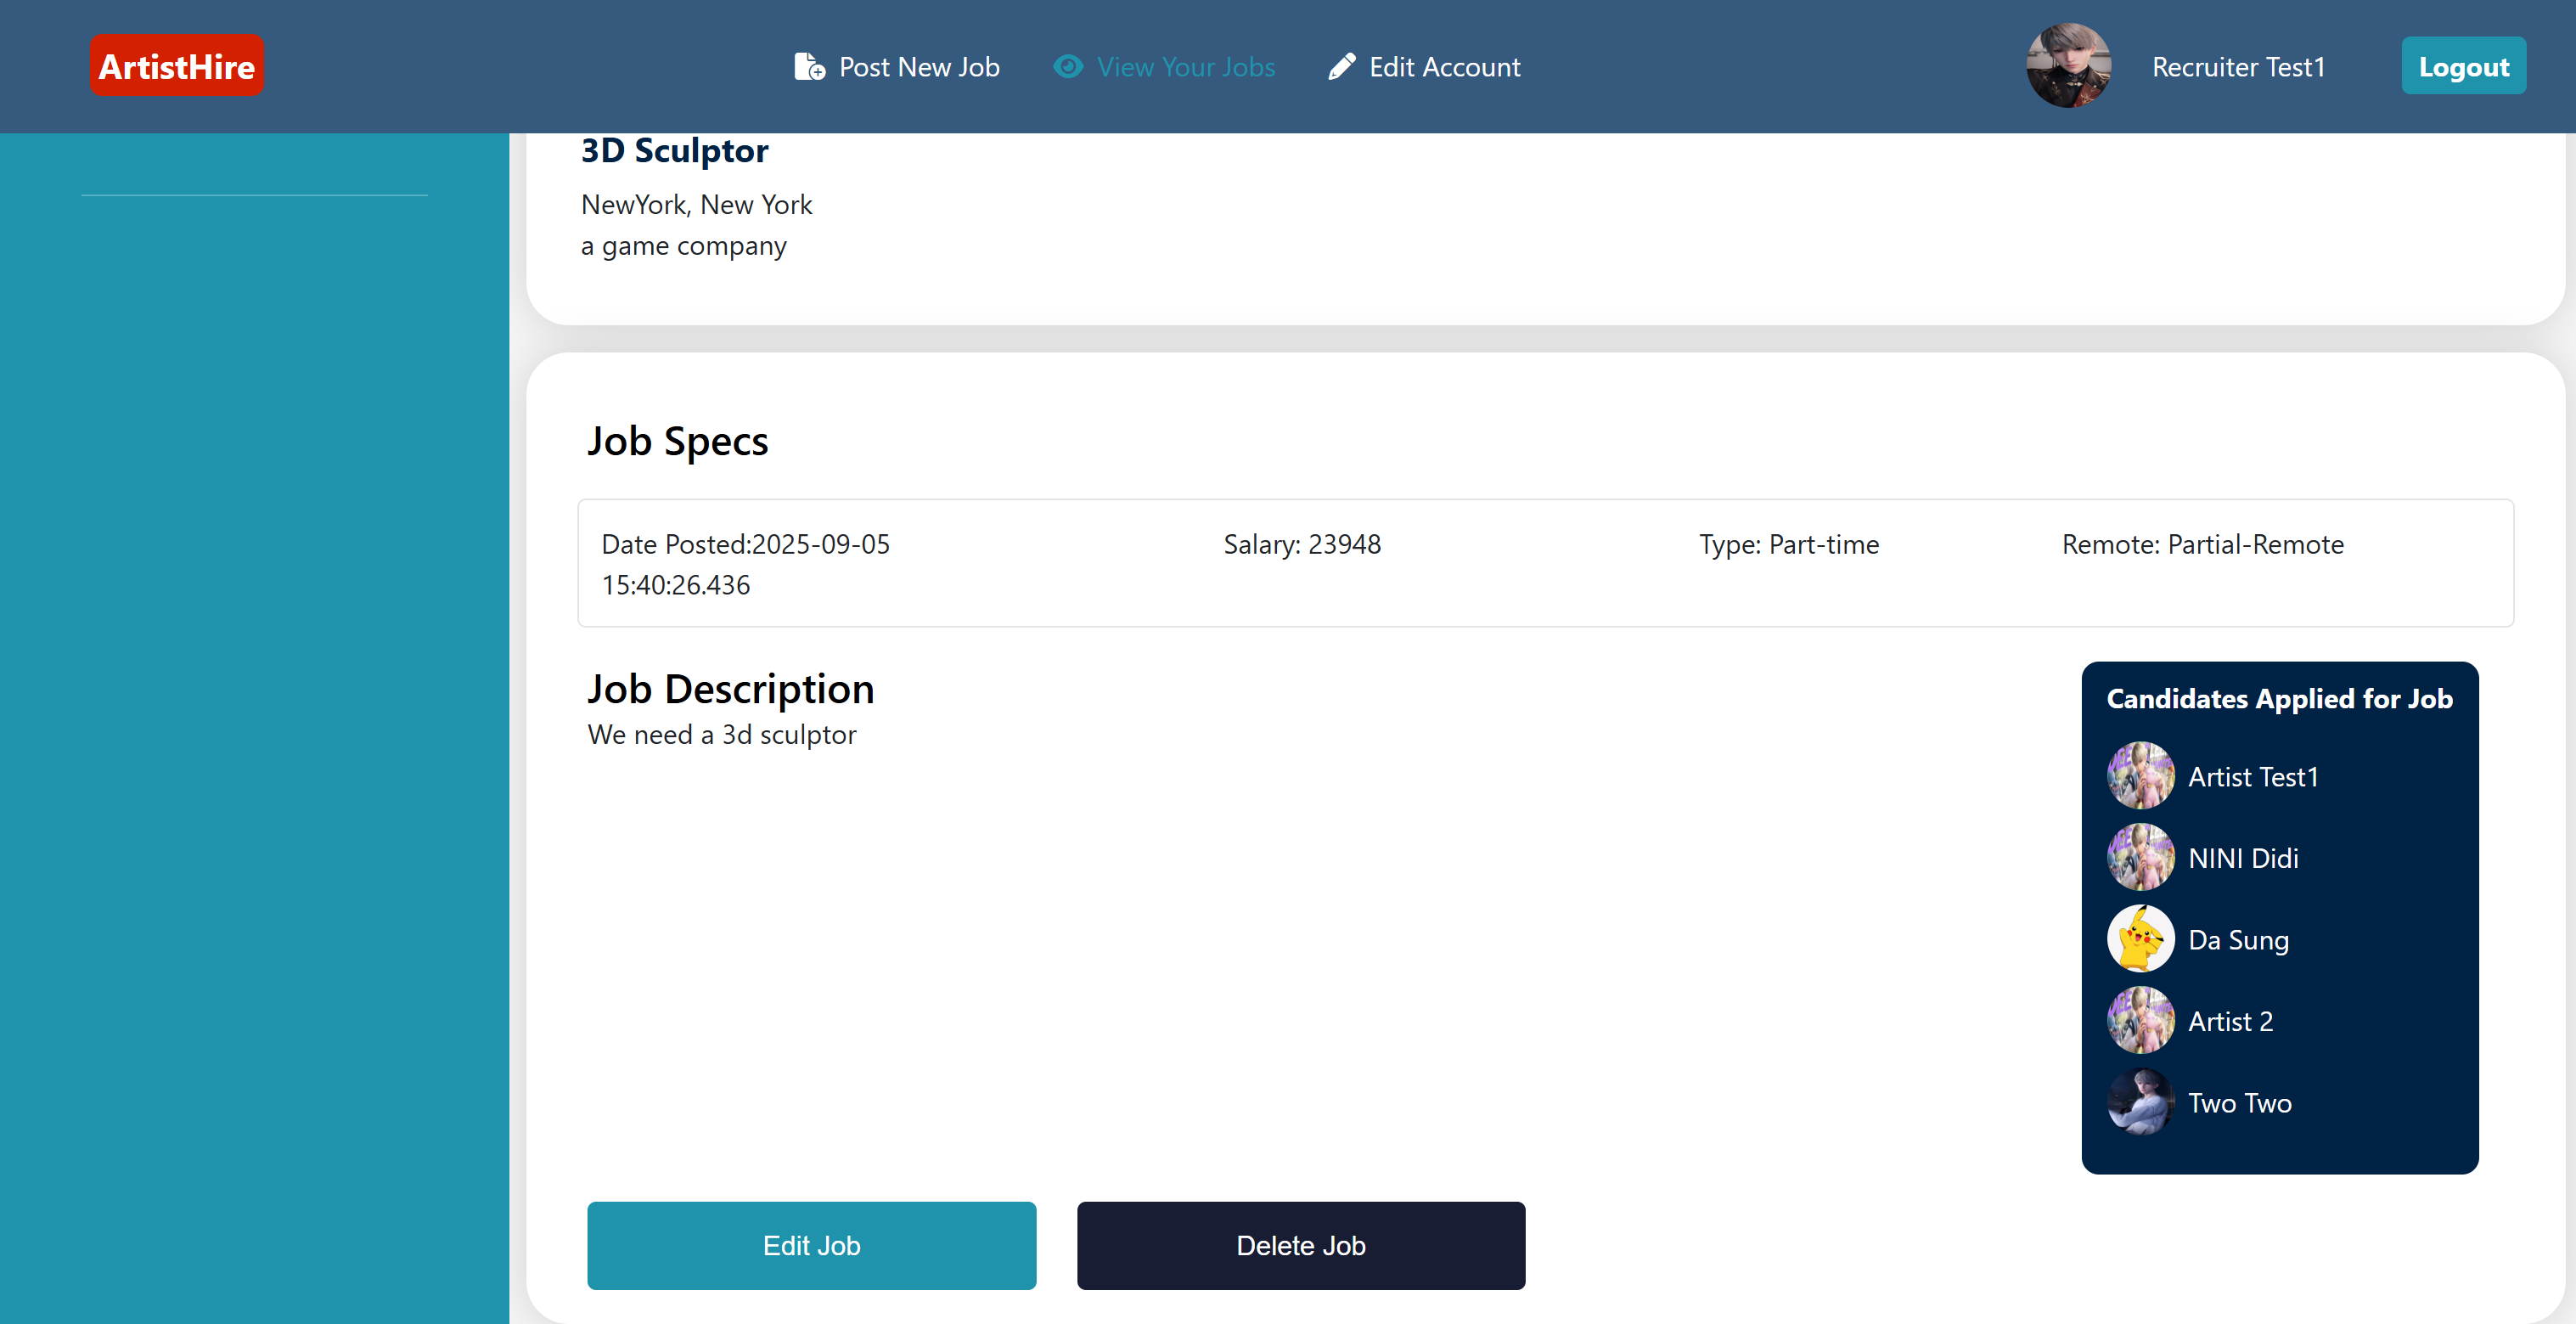 ArtistHire
Post New Job
View Your Jobs
Edit Account
Recruiter Test1
Logout
3D Sculptor
NewYork, New York
a game company
Job Specs
Date Posted:2025-09-05
15:40:26.436
Salary: 23948
Type: Part-time
Remote: Partial-Remote
Job Description
We need a 3d sculptor
Candidates Applied for Job
Artist Test1
NINI Didi
Da Sung
Artist 2
Two Two
Edit Job
Delete Job